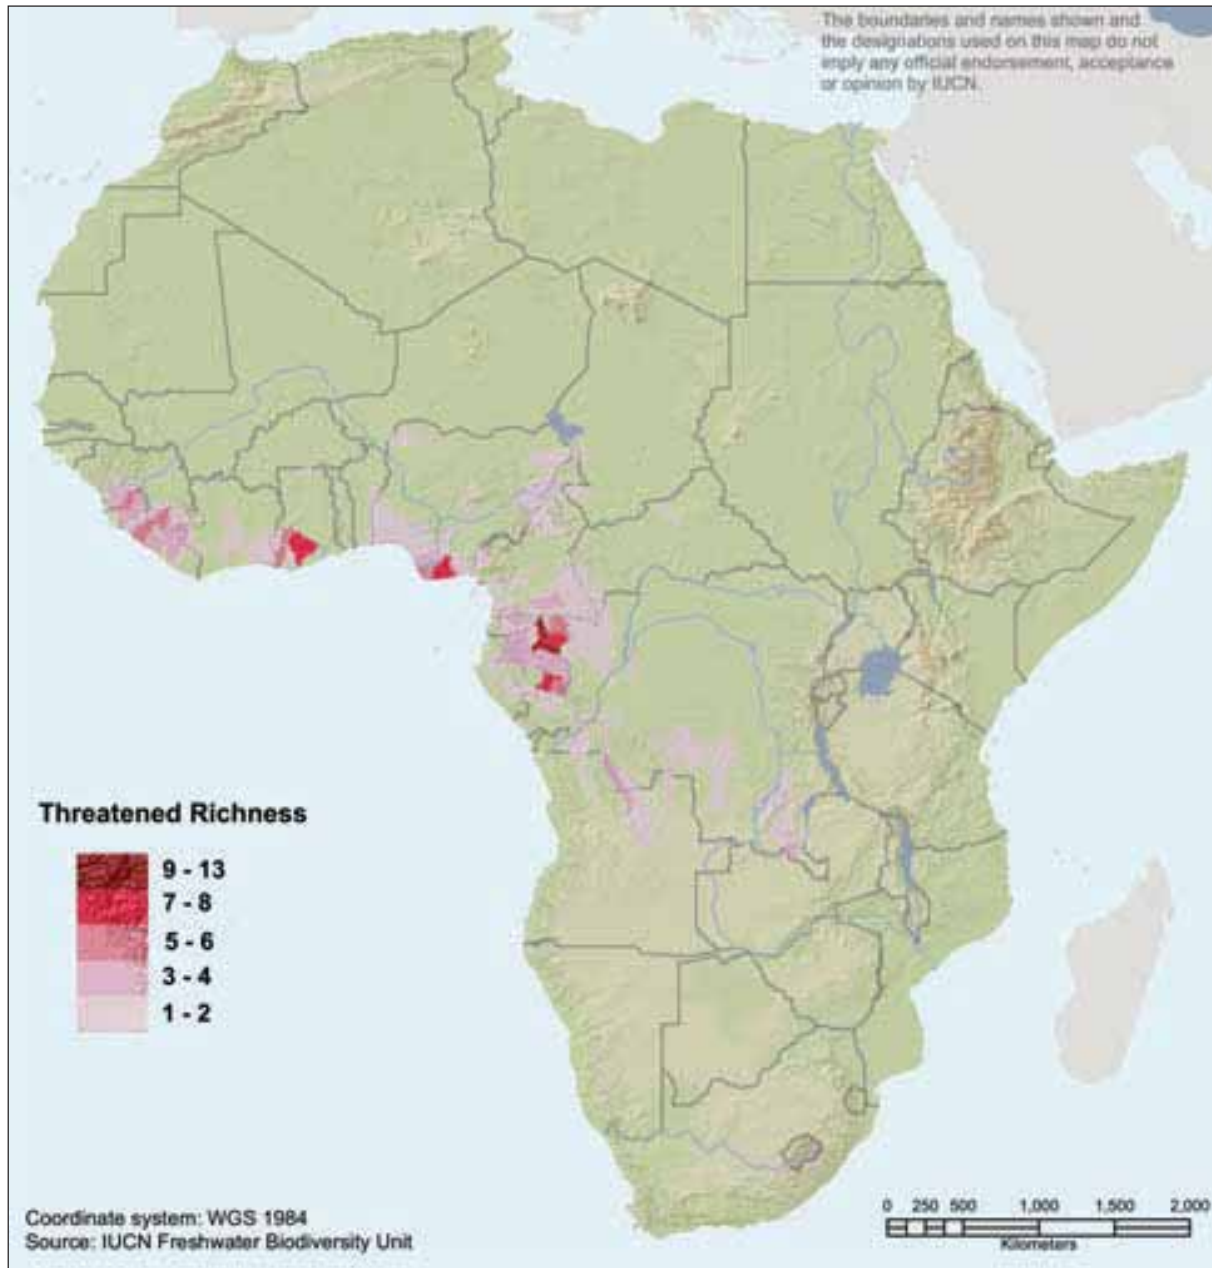 The boundaries and names shown and
the designations used on this map do not
imply any official endorsement, acceptance
or opinion by IUCN.
Threatened Richness
9 - 13
7 - 8
5 - 6
3 - 4
1 - 2
Coordinate system: WGS 1984
Source: IUCN Freshwater Biodiversity Unit
0 250 500 1,000 1,500 2,000
Kilometers